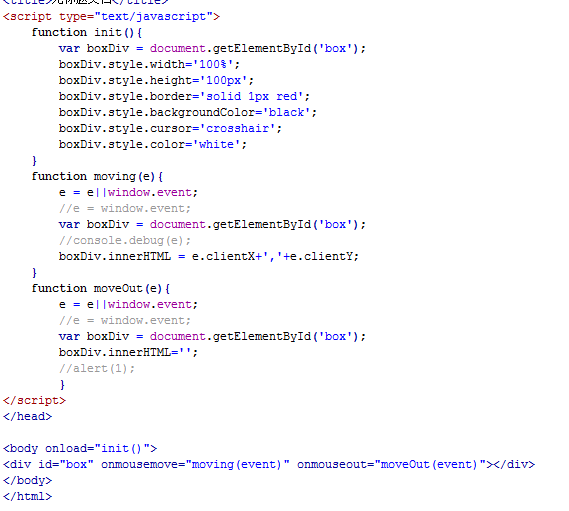 <script type="text/javascript">
    function init(){
        var boxDiv = document.getElementById('box');
        boxDiv.style.width='100%';
        boxDiv.style.height='100px';
        boxDiv.style.border='solid 1px red';
        boxDiv.style.backgroundColor='black';
        boxDiv.style.cursor='crosshair';
        boxDiv.style.color='white';
    }
    function moving(e){
        e = e||window.event;
        //e = window.event;
        var boxDiv = document.getElementById('box');
        //console.debug(e);
        boxDiv.innerHTML = e.clientX+','+e.clientY;
    }
    function moveOut(e){
        e = e||window.event;
        //e = window.event;
        var boxDiv = document.getElementById('box');
        boxDiv.innerHTML='';
        //alert(1);
        }
</script>
</head>

<body onload="init()">
<div id="box" onmousemove="moving(event)" onmouseout="moveOut(event)"></div>
</body>
</html>